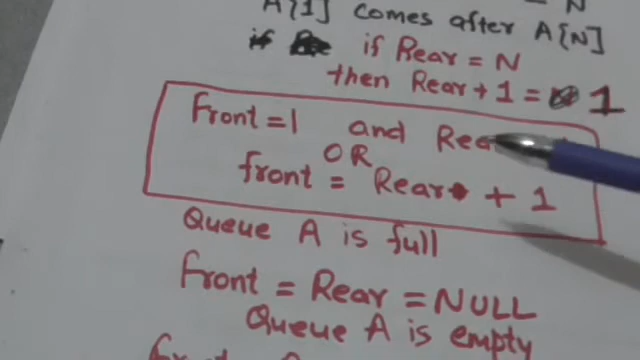 A[1] comes after A[N]
if if Rear = N
then Rear + 1 = 1
Front = 1 and
OR
front = Rear + 1
Queue A is full
Front = Rear = NULL
Queue A is empty